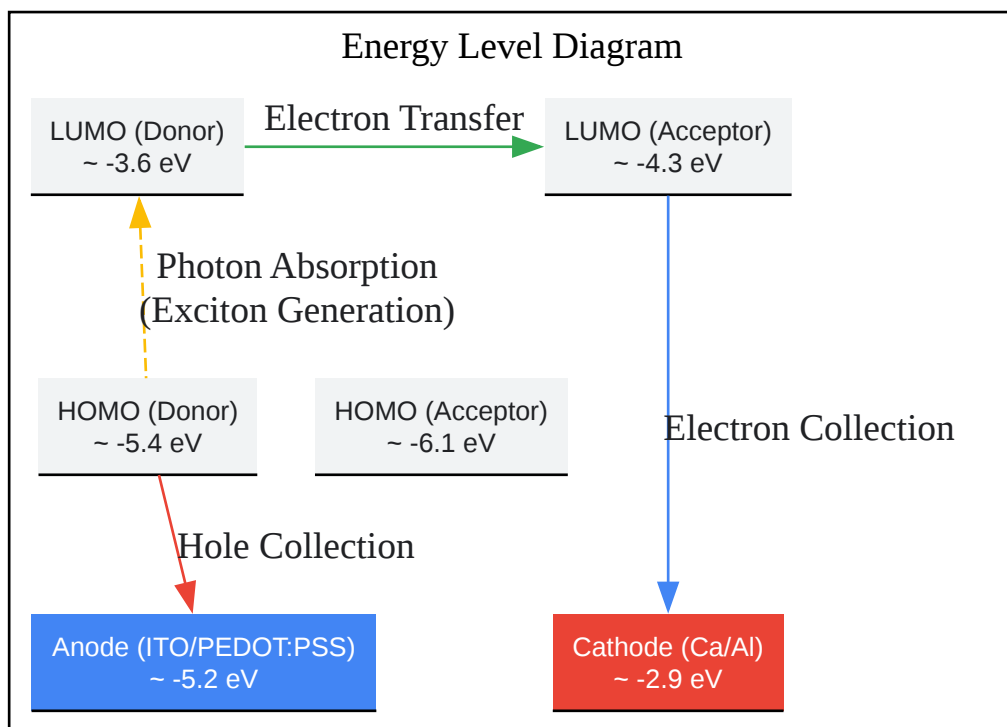 Energy Level Diagram
LUMO (Donor)
~ -3.6 eV
Electron Transfer
LUMO (Acceptor)
~ -4.3 eV
Photon Absorption
(Exciton Generation)
HOMO (Donor)
~ -5.4 eV
HOMO (Acceptor)
~ -6.1 eV
Electron Collection
Hole Collection
Anode (ITO/PEDOT:PSS)
~ -5.2 eV
Cathode (Ca/Al)
~ -2.9 eV